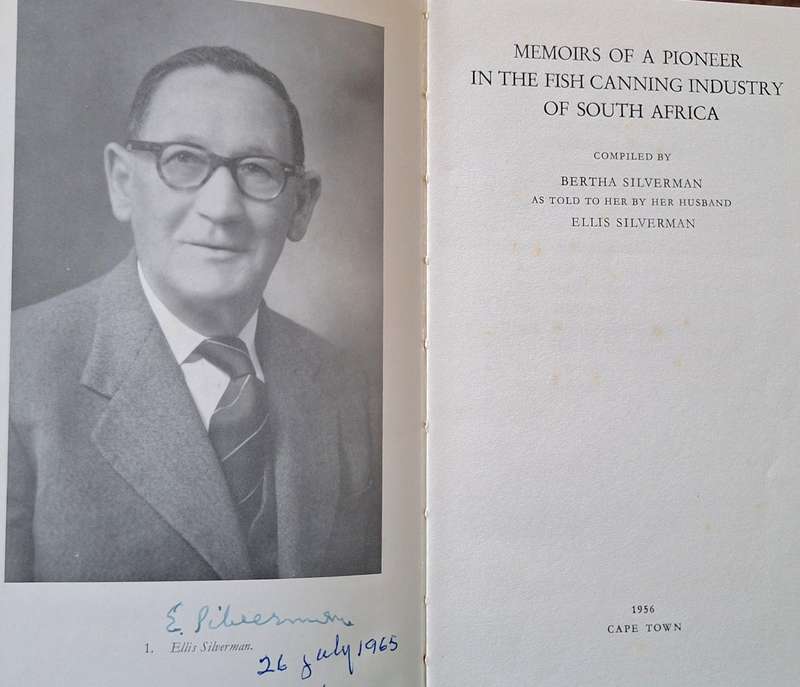 E. Silverman
1. Ellis Silverman.
26 July 1965
MEMOIRS OF A PIONEER
IN THE FISH CANNING INDUSTRY
OF SOUTH AFRICA
COMPILED BY
BERTHA SILVERMAN
AS TOLD TO HER BY HER HUSBAND
ELLIS SILVERMAN
1956
CAPE TOWN